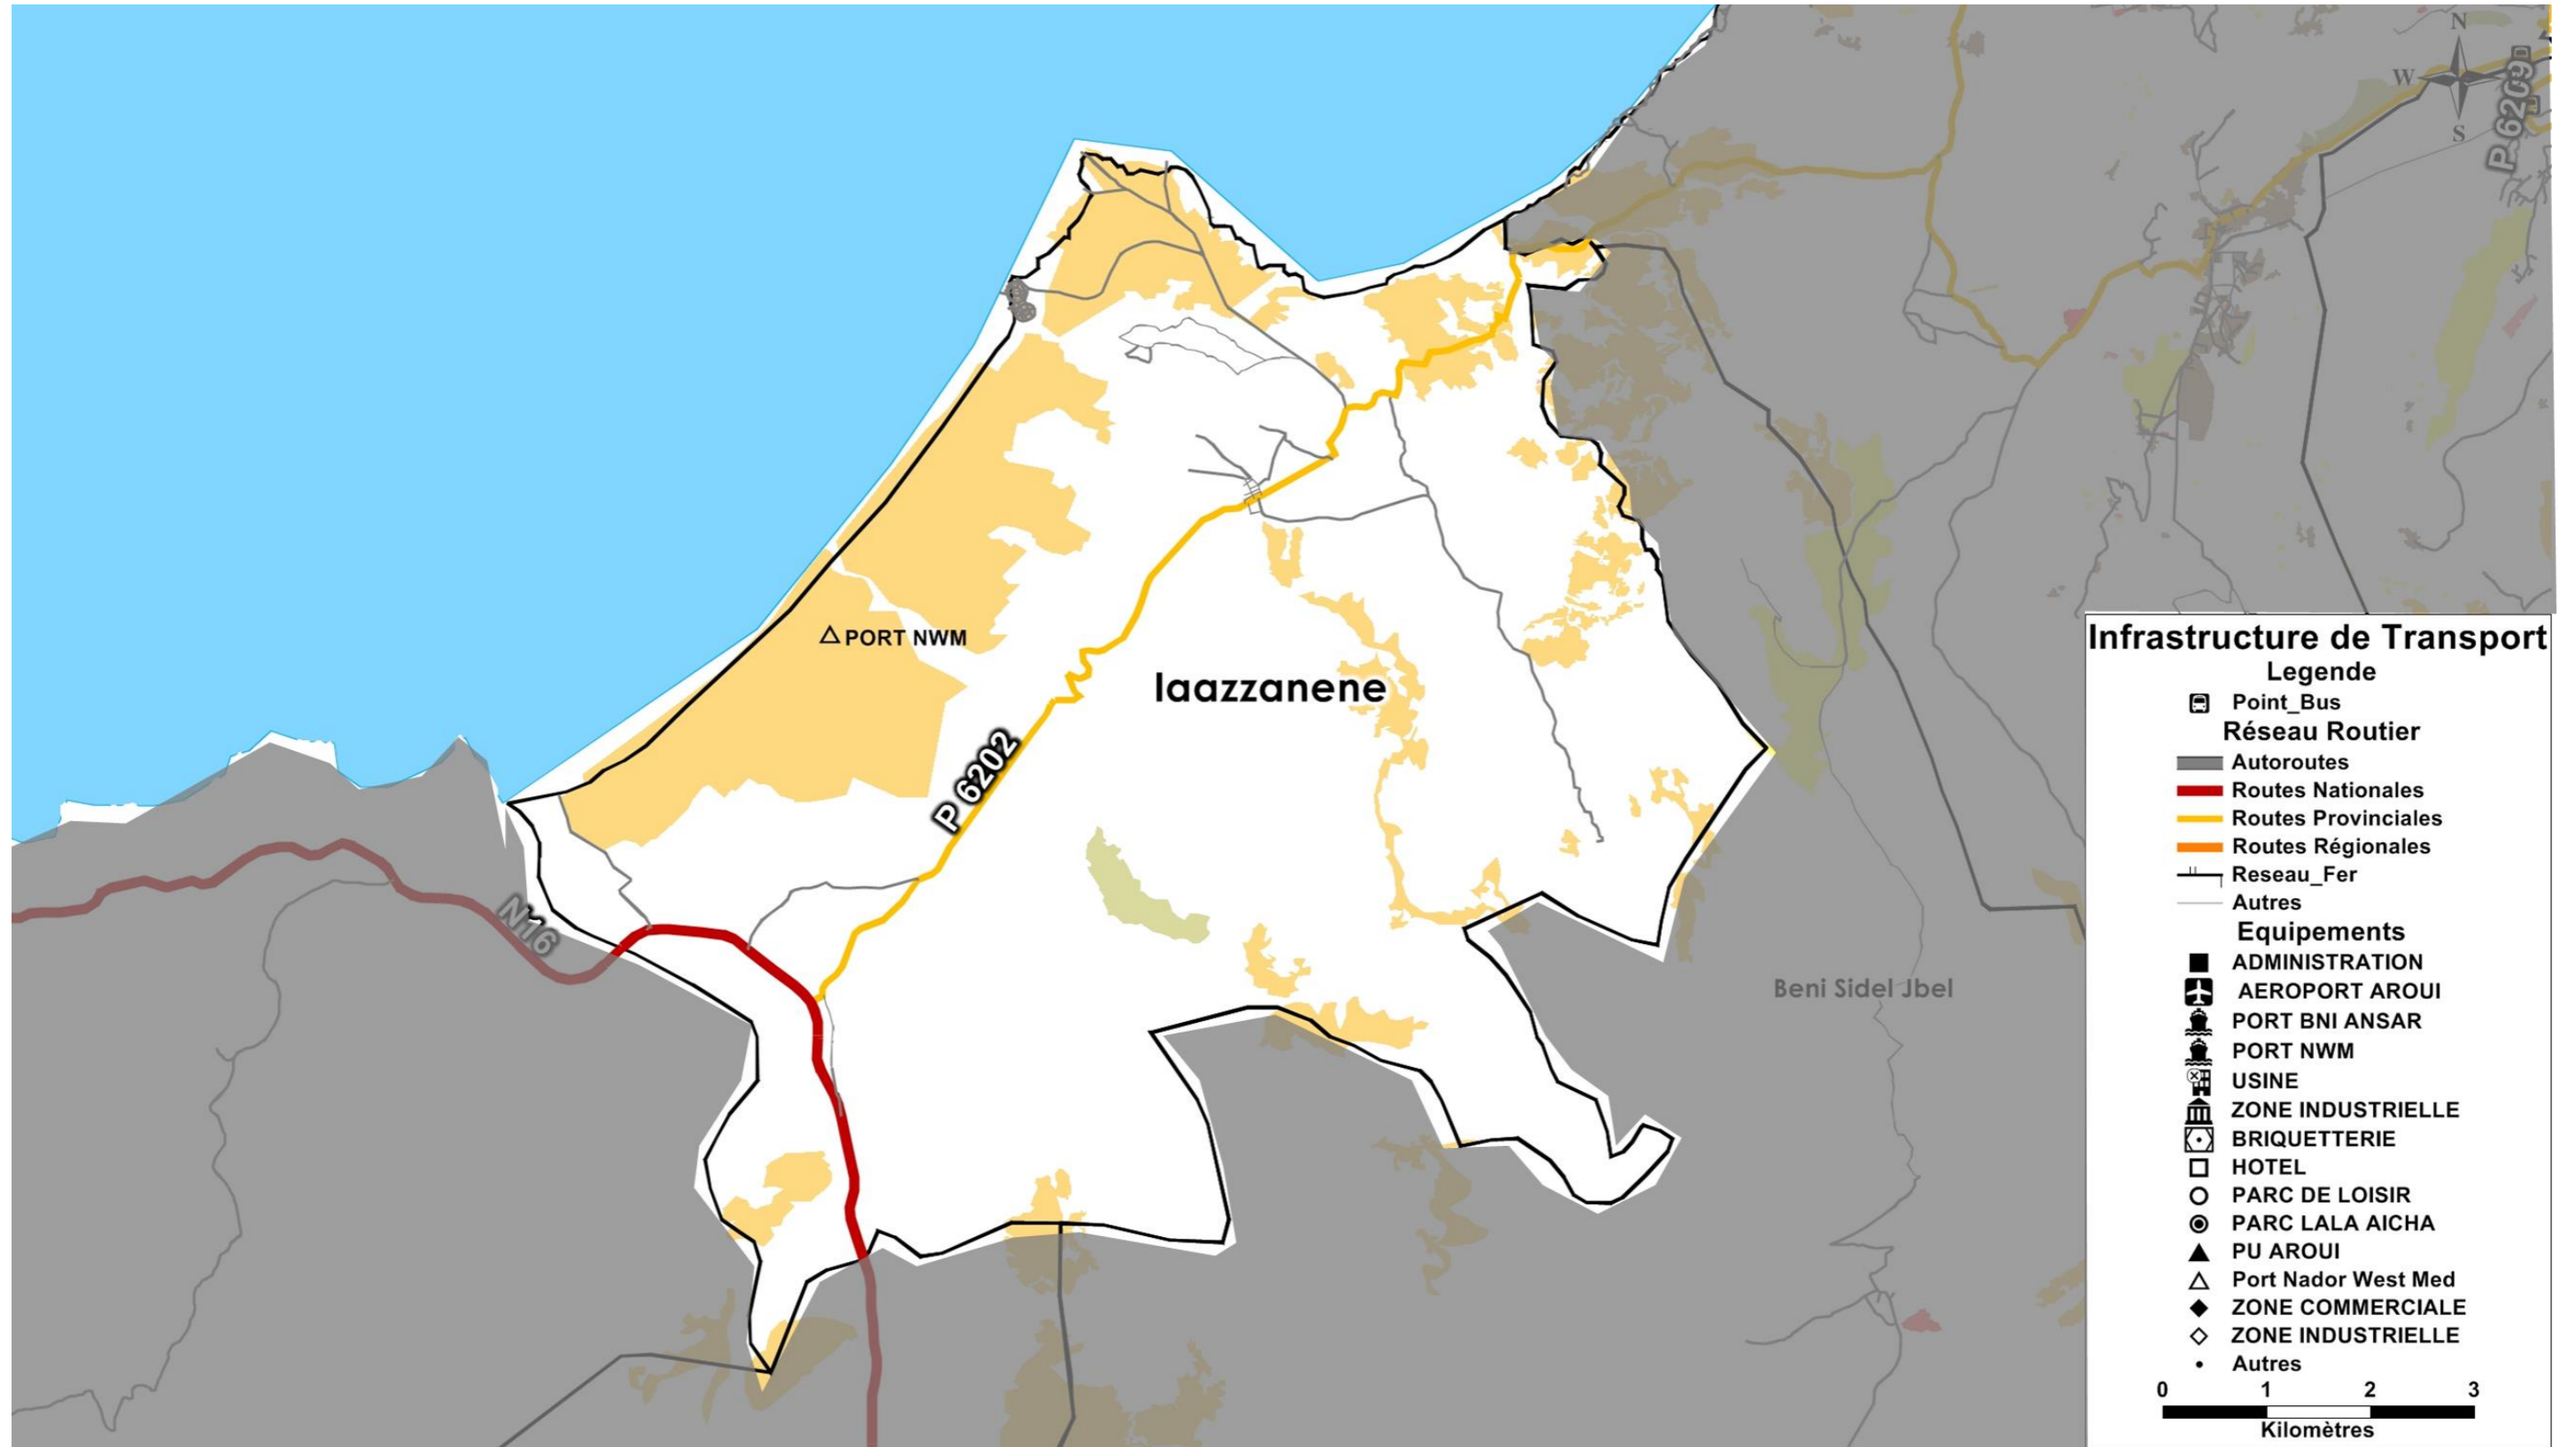 N
W
S
P 6209
PORT NWM
Iaazzanene
P 6202
N16
Beni Sidel Jbel
Infrastructure de Transport
Legende
Point_Bus
Réseau Routier
Autoroutes
Routes Nationales
Routes Provinciales
Routes Régionales
Reseau_Fer
Autres
Equipements
ADMINISTRATION
AEROPORT AROUI
PORT BNI ANSAR
PORT NWM
USINE
ZONE INDUSTRIELLE
BRIQUETTERIE
HOTEL
PARC DE LOISIR
PARC LALA AICHA
PU AROUI
Port Nador West Med
ZONE COMMERCIALE
ZONE INDUSTRIELLE
Autres
0 1 2 3
Kilomètres